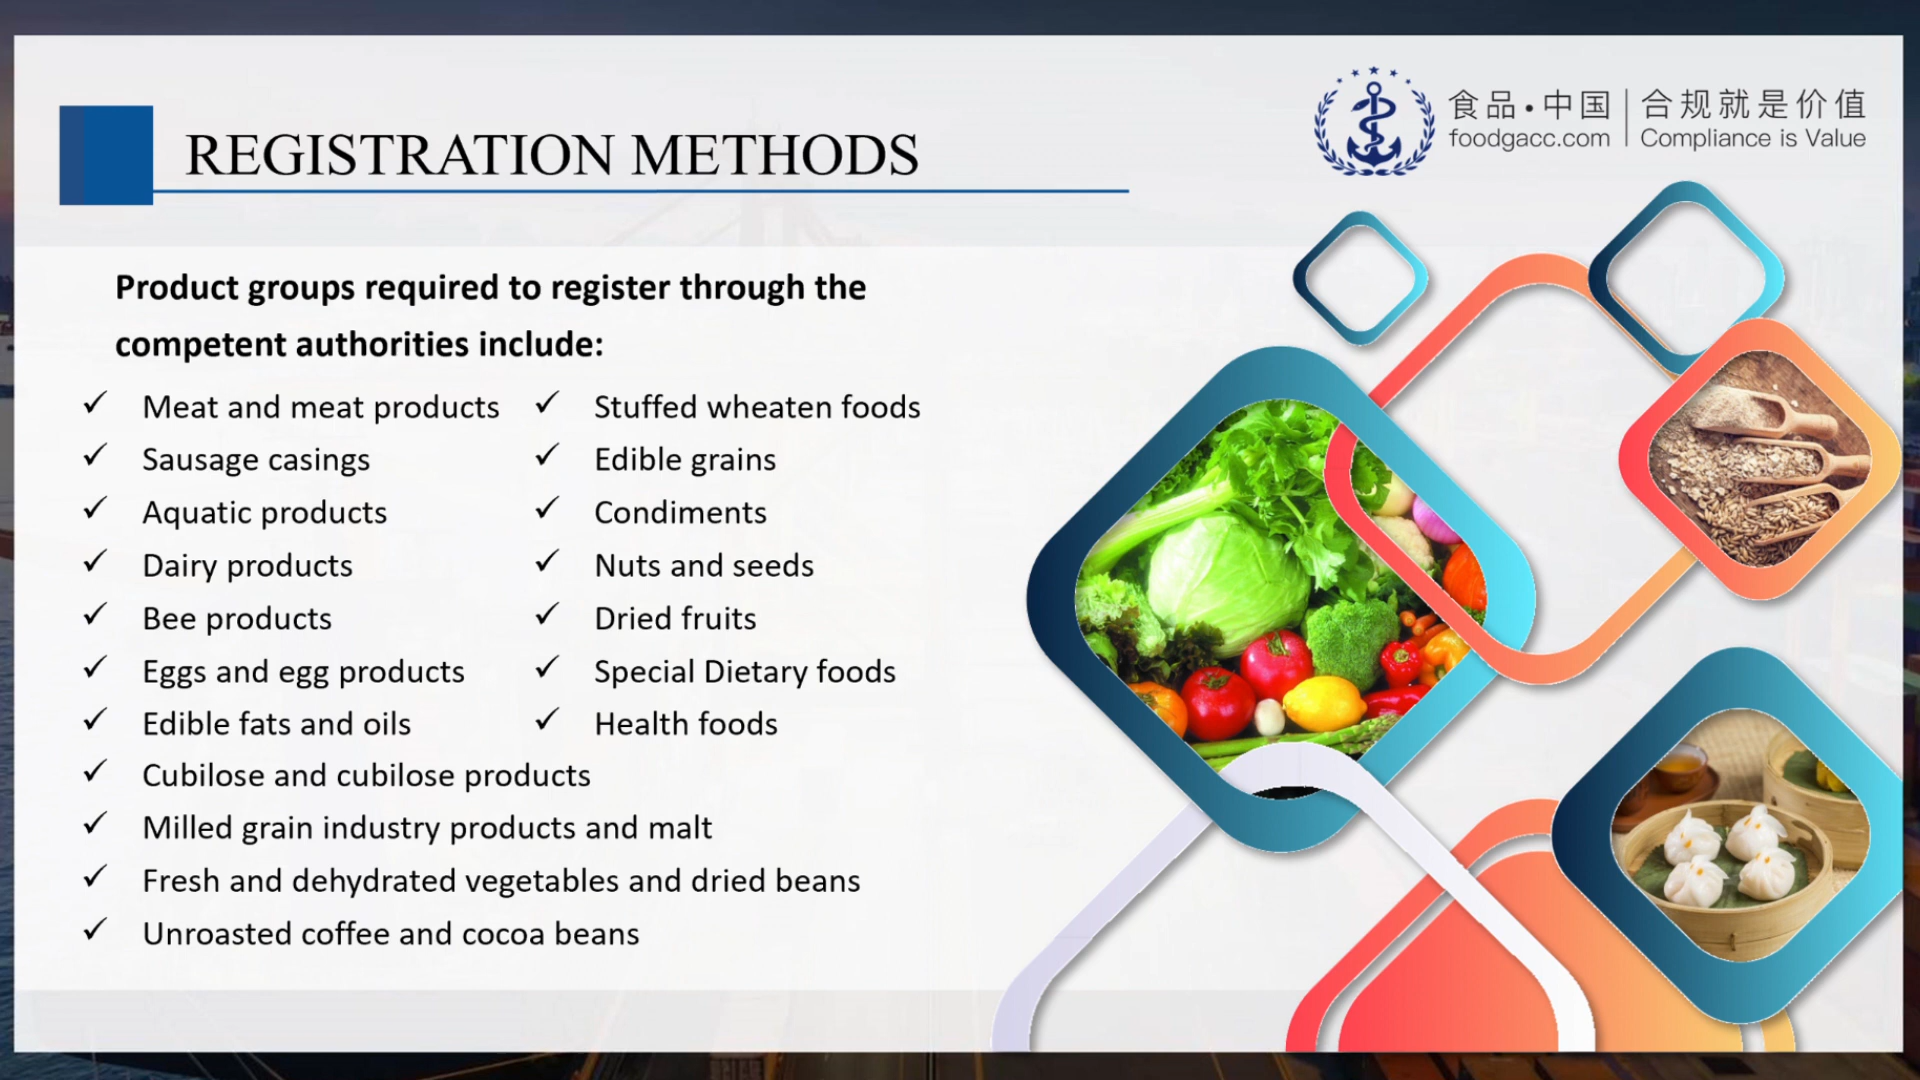 REGISTRATION METHODS
食品·中国 | 合规就是价值
foodgacc.com | Compliance is Value
Product groups required to register through the
competent authorities include:
✓ Meat and meat products
✓ Sausage casings
✓ Aquatic products
✓ Dairy products
✓ Bee products
✓ Eggs and egg products
✓ Edible fats and oils
✓ Cubilose and cubilose products
✓ Milled grain industry products and malt
✓ Fresh and dehydrated vegetables and dried beans
✓ Unroasted coffee and cocoa beans
✓ Stuffed wheaten foods
✓ Edible grains
✓ Condiments
✓ Nuts and seeds
✓ Dried fruits
✓ Special Dietary foods
✓ Health foods